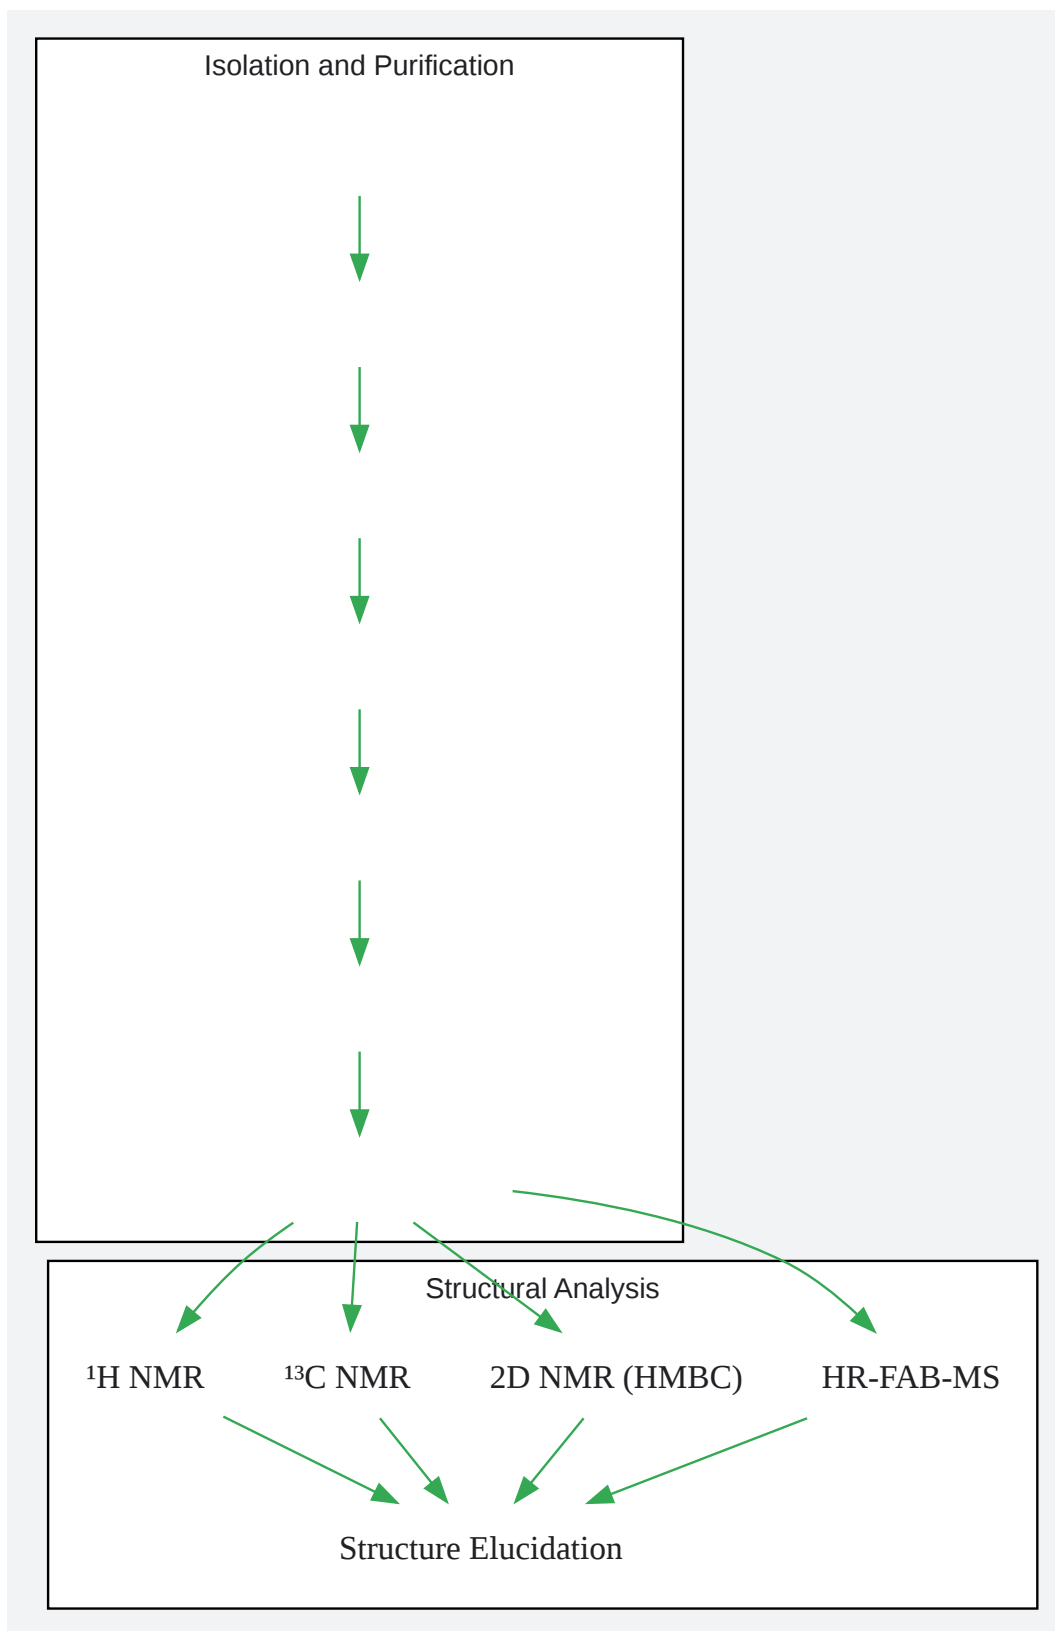 Isolation and Purification
Structural Analysis
¹H NMR
¹³C NMR
2D NMR (HMBC)
HR-FAB-MS
Structure Elucidation